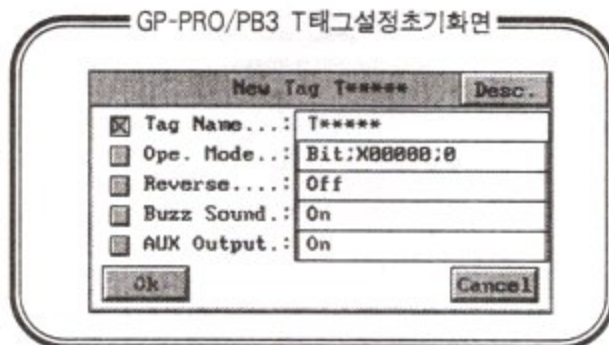 GP-PRO/PB3 T태그설정초기화면
New Tag T*****
Desc.
Tag Name...: T*****
Ope. Mode..: Bit;X00000;0
Reverse....: Off
Buzz Sound.: On
AUX Output.: On
Ok
Cancel